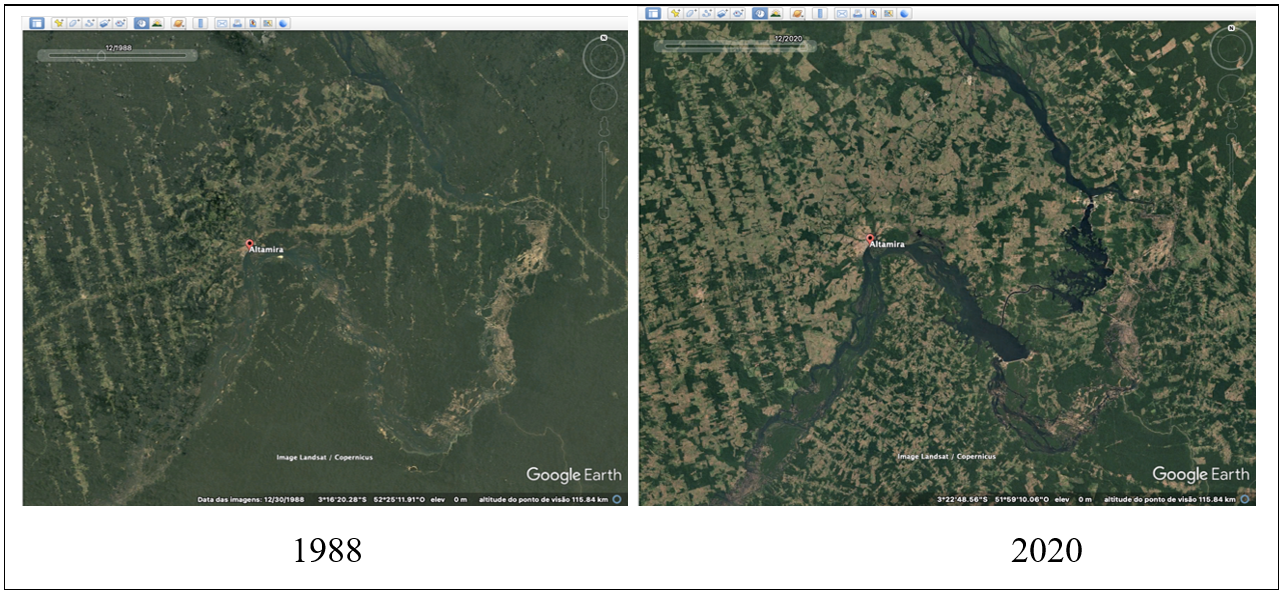 12/1988
N
Altamira
Image Landsat / Copernicus
Google Earth
Data das imagens: 12/30/1988 3°16'20.28"S 52°25'11.91"O elev 0 m altitude do ponto de visão 115.84 km
12/2020
N
Altamira
Image Landsat / Copernicus
Google Earth
3°22'48.56"S 51°59'10.06"O elev 0 m altitude do ponto de visão 115.84 km
1988
2020